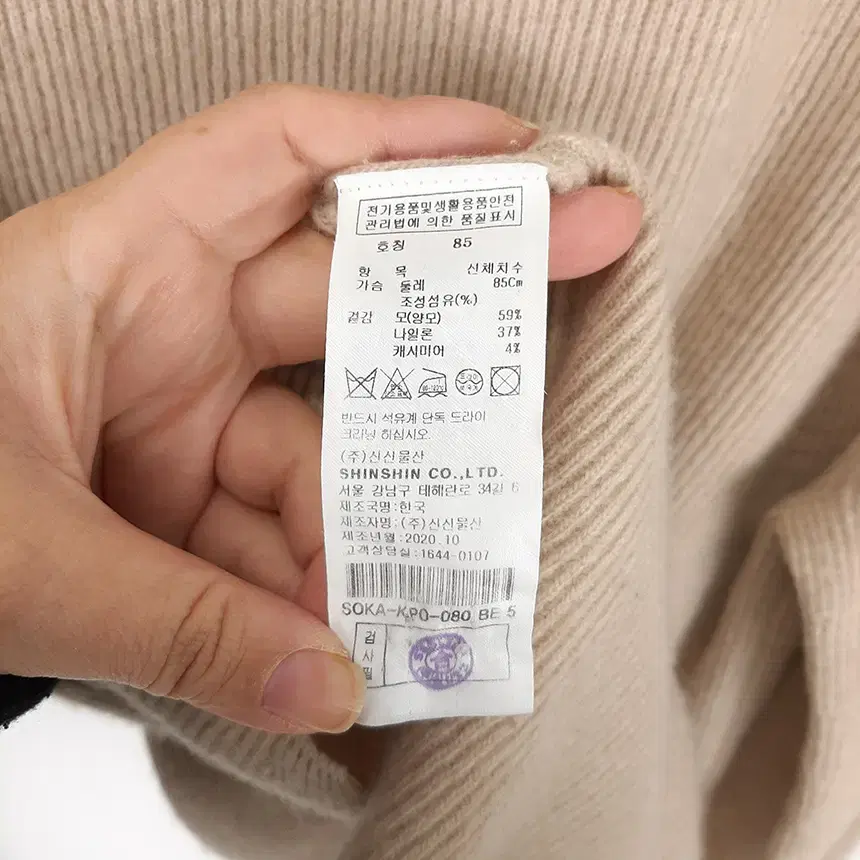 전기용품및생활용품안전
관리법에 의한 품질표시
호칭 85
항 목 신체치수
가슴 둘레 85Cm
조성섬유(%)
겉감 모(양모) 59%
나일론 37%
캐시미어 4%
반드시 석유계 단독 드라이
크리닝 하십시오.
(주)신신물산
SHINSHIN CO.,LTD.
서울 강남구 테헤란로 34길 6
제조국명:한국
제조자명:(주)신신물산
제조년월:2020.10
고객상담실:1644-0107
SOKA-KPO-080 BE 5
검
사
필